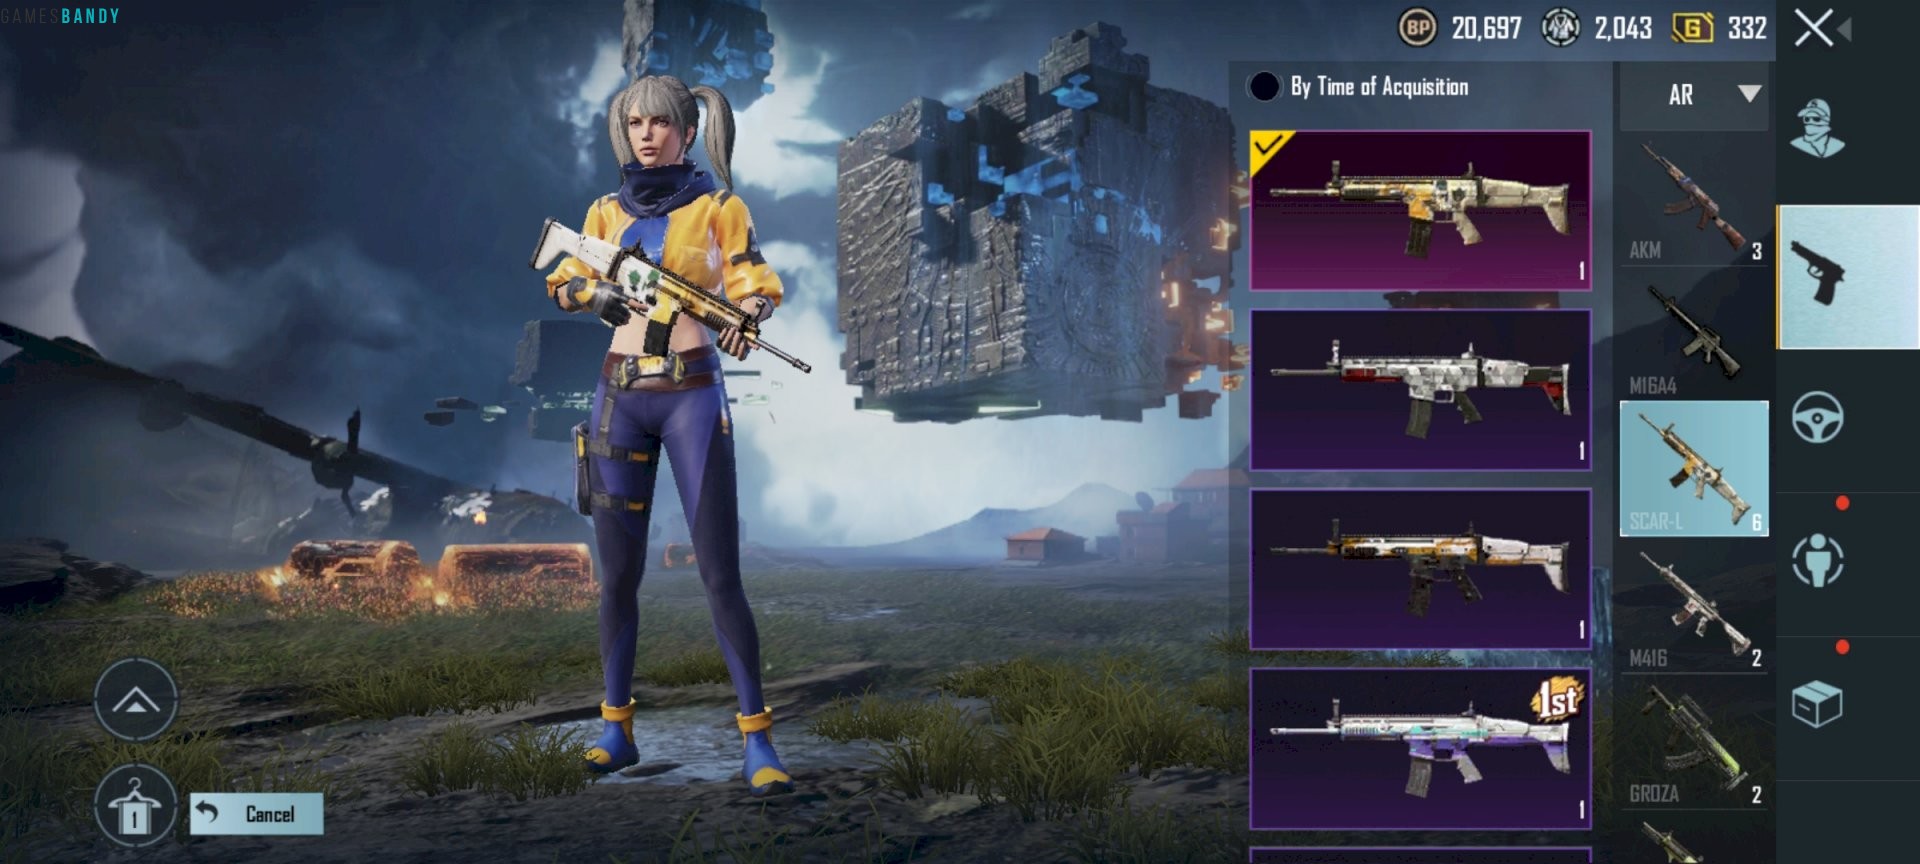 GAMESBANDY
BP 20,697 2,043 G 332
By Time of Acquisition
AR
1
AKM 3
1
M16A4
SCAR-L 6
1
M416 2
1st
1
GROZA 2
1
Cancel